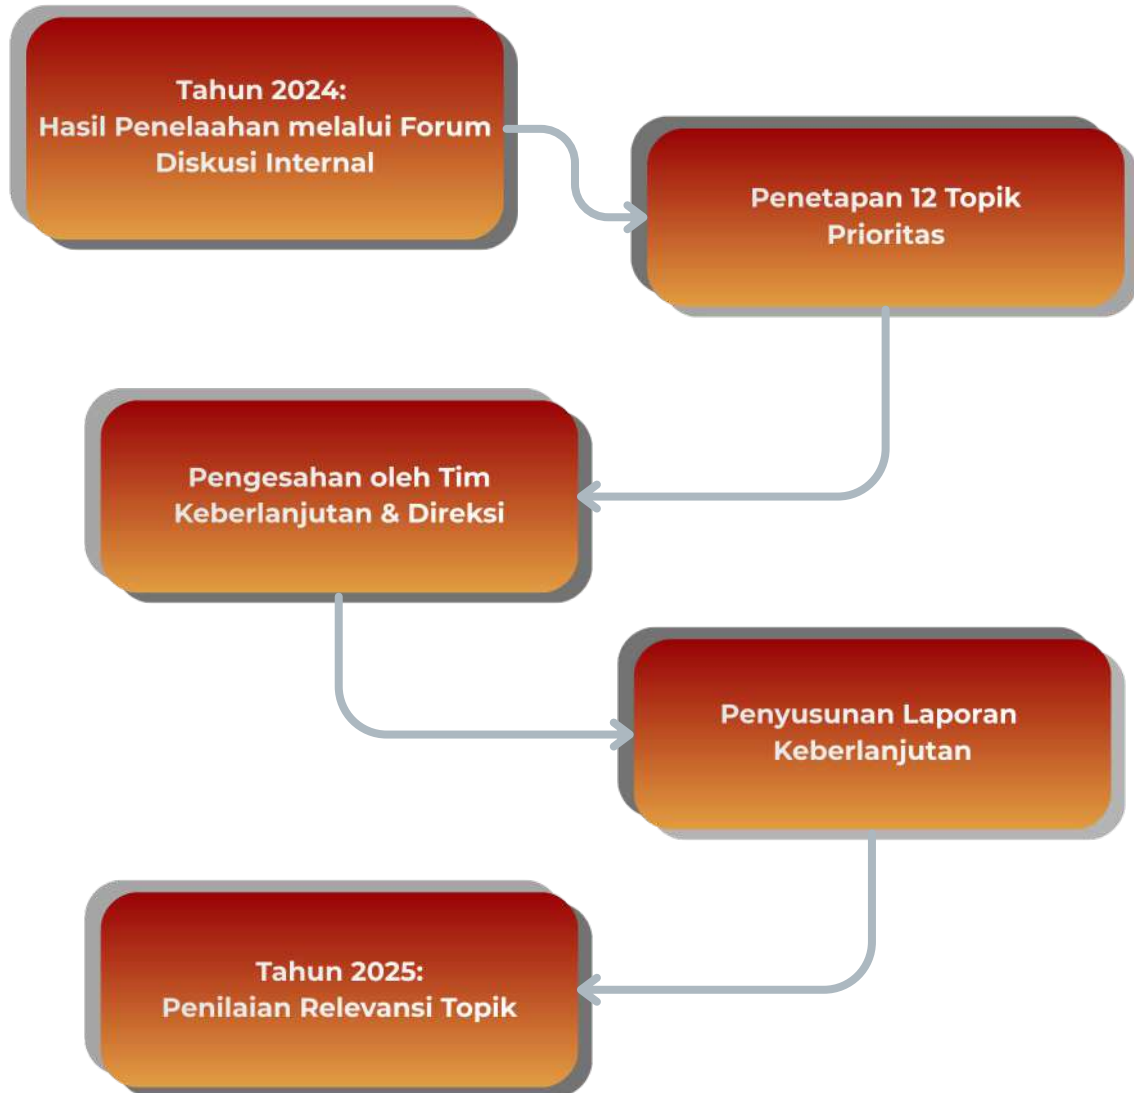 Tahun 2024:
Hasil Penelaahan melalui Forum
Diskusi Internal
Penetapan 12 Topik
Prioritas
Pengesahan oleh Tim
Keberlanjutan & Direksi
Penyusunan Laporan
Keberlanjutan
Tahun 2025:
Penilaian Relevansi Topik